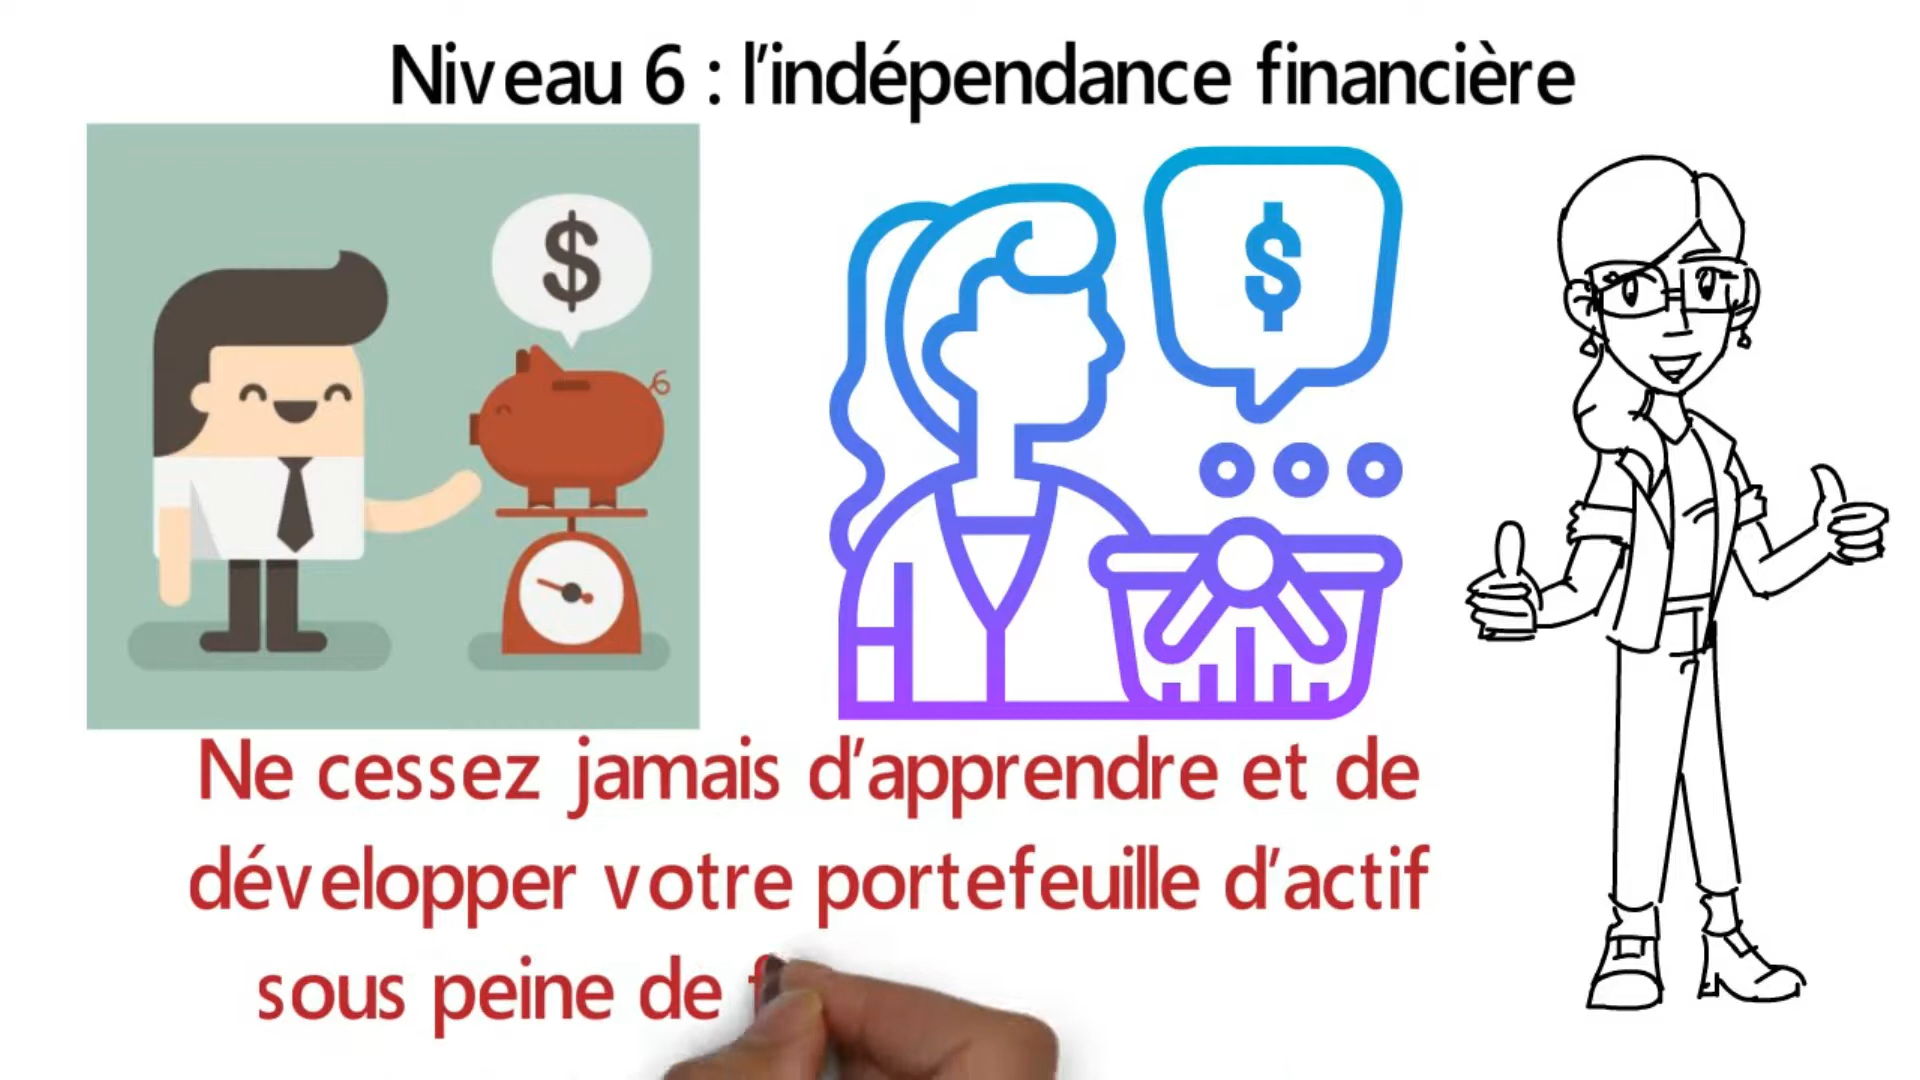 Niveau 6 : l'indépendance financière
$
$
Ne cessez jamais d'apprendre et de
développer votre portefeuille d'actif
sous peine de